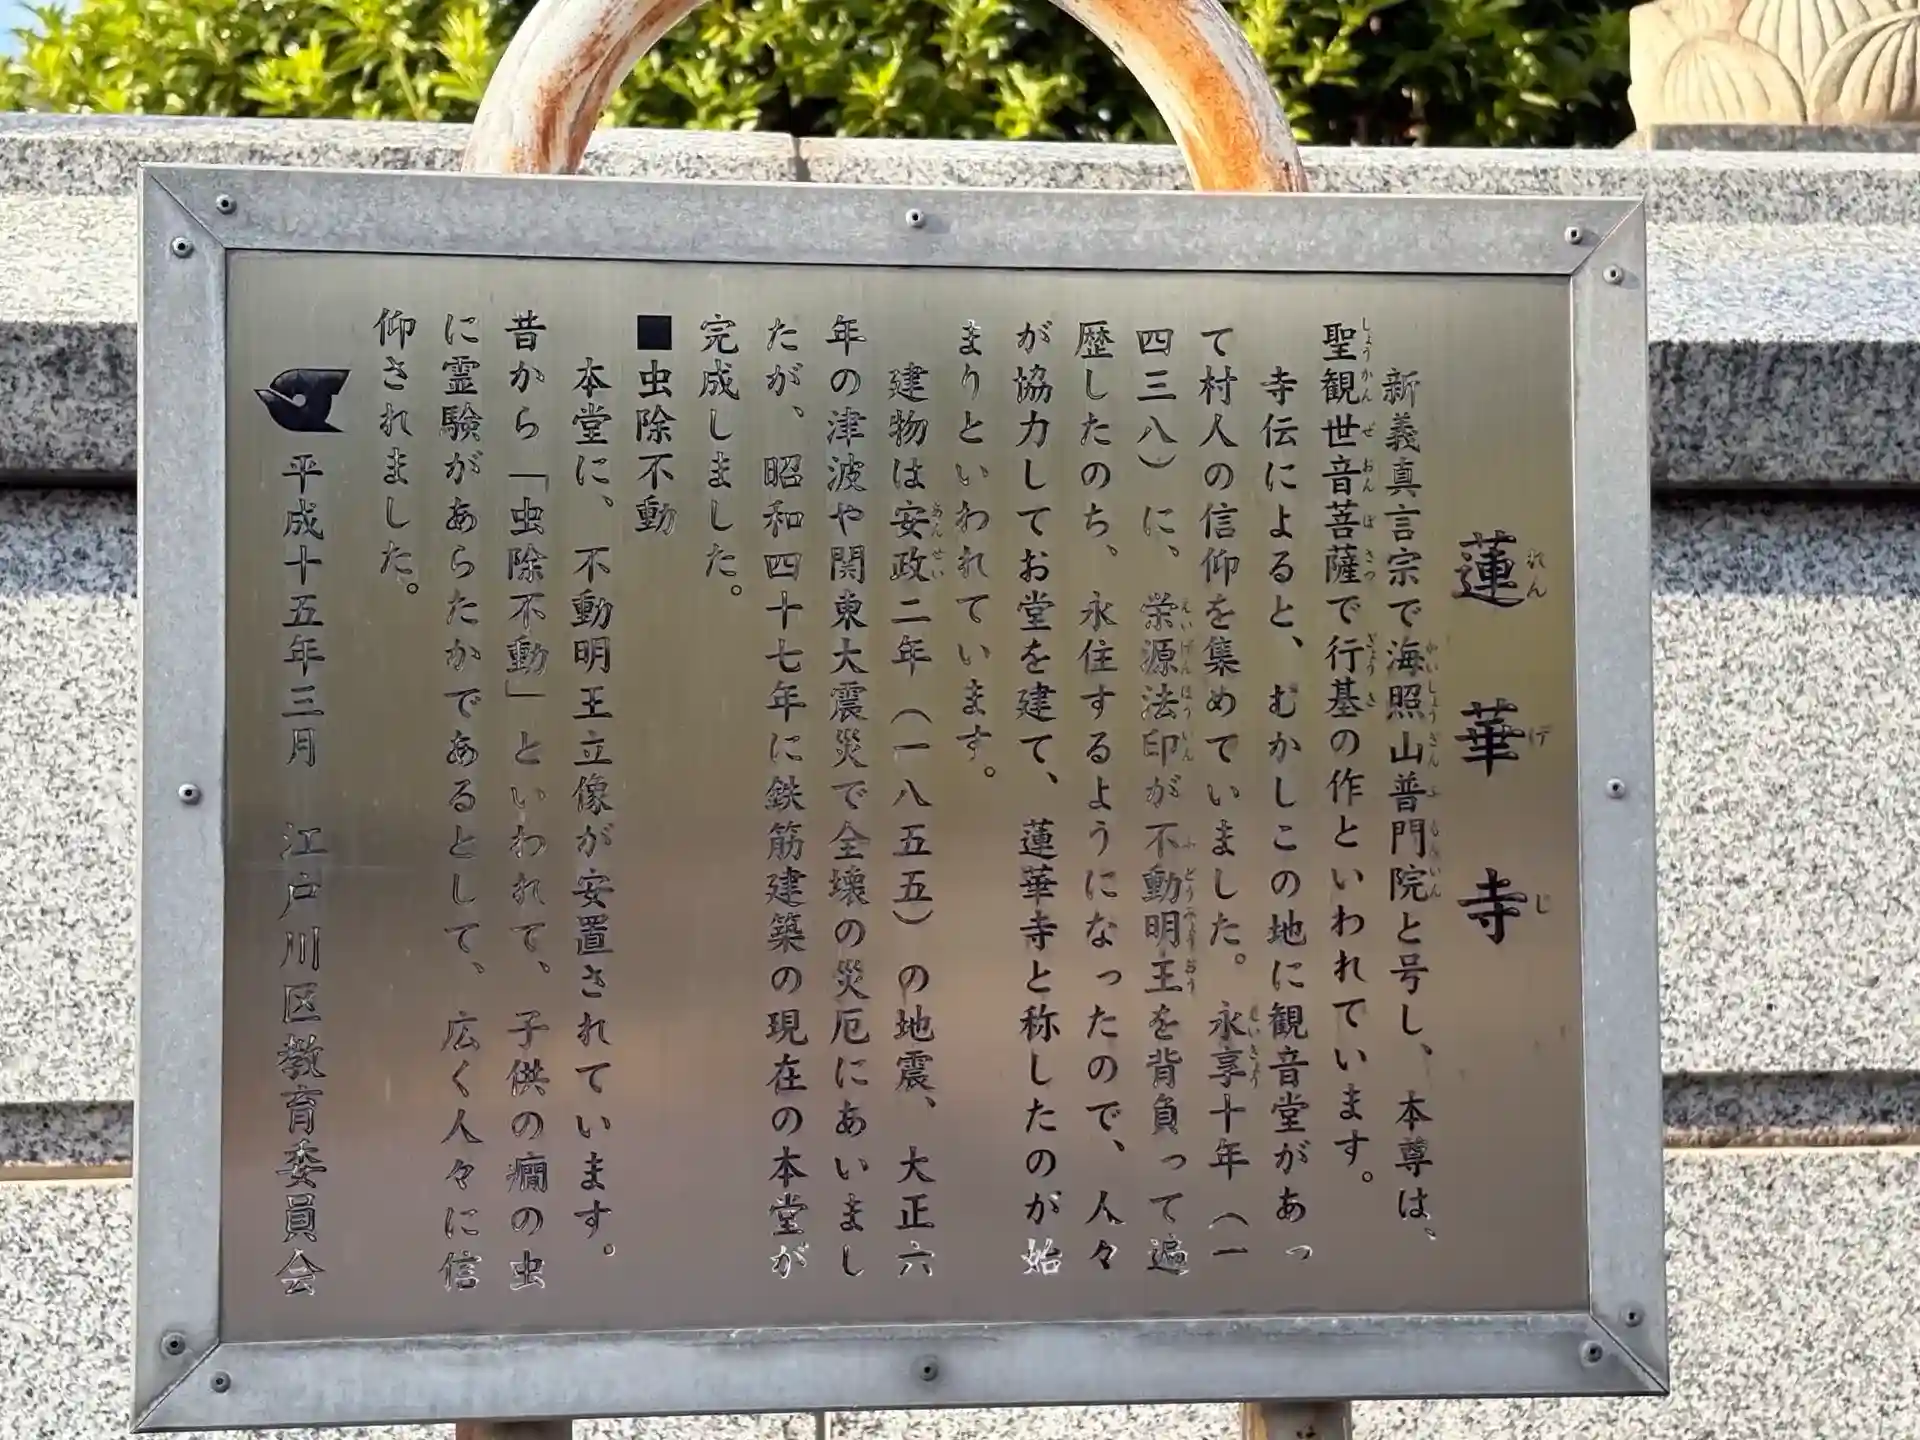 蓮華寺
新義真言宗で海照山普門院と号し、本尊は、
聖観世音菩薩で行基の作といわれています。
寺伝によると、むかしこの地に観音堂があっ
て村人の信仰を集めていました。永享十年（一
四三八）に、栄源法印が不動明王を背負って遍
歴したのち、永住するようになったので、人々
が協力してお堂を建て、蓮華寺と称したのが始
まりといわれています。
建物は安政二年（一八五五）の地震、大正六
年の津波や関東大震災で全壊の災厄にあいまし
たが、昭和四十七年に鉄筋建築の現在の本堂が
完成しました。
■虫除不動
本堂に、不動明王立像が安置されています。
昔から「虫除不動」といわれて、子供の癇の虫
に霊験があらたかであるとして、広く人々に信
仰されました。
平成十五年三月 江戸川区教育委員会